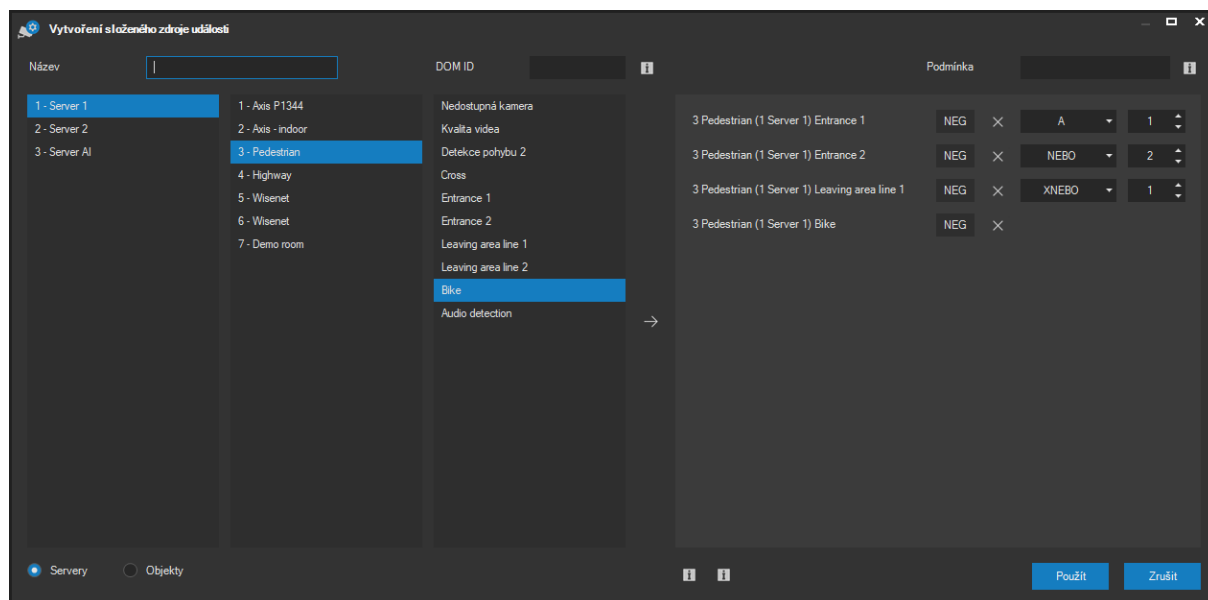 Vytvoření složeného zdroje události
Název
DOM ID
Podmínka
1 - Server 1
2 - Server 2
3 - Server AI
1 - Axis P1344
2 - Axis - indoor
3 - Pedestrian
4 - Highway
5 - Wisenet
6 - Wisenet
7 - Demo room
Nedostupná kamera
Kvalita videa
Detekce pohybu 2
Cross
Entrance 1
Entrance 2
Leaving area line 1
Leaving area line 2
Bike
Audio detection
3 Pedestrian (1 Server 1) Entrance 1 NEG A 1
3 Pedestrian (1 Server 1) Entrance 2 NEG NEBO 2
3 Pedestrian (1 Server 1) Leaving area line 1 NEG XNEBO 1
3 Pedestrian (1 Server 1) Bike NEG
Servery
Objekty
Použít
Zrušit